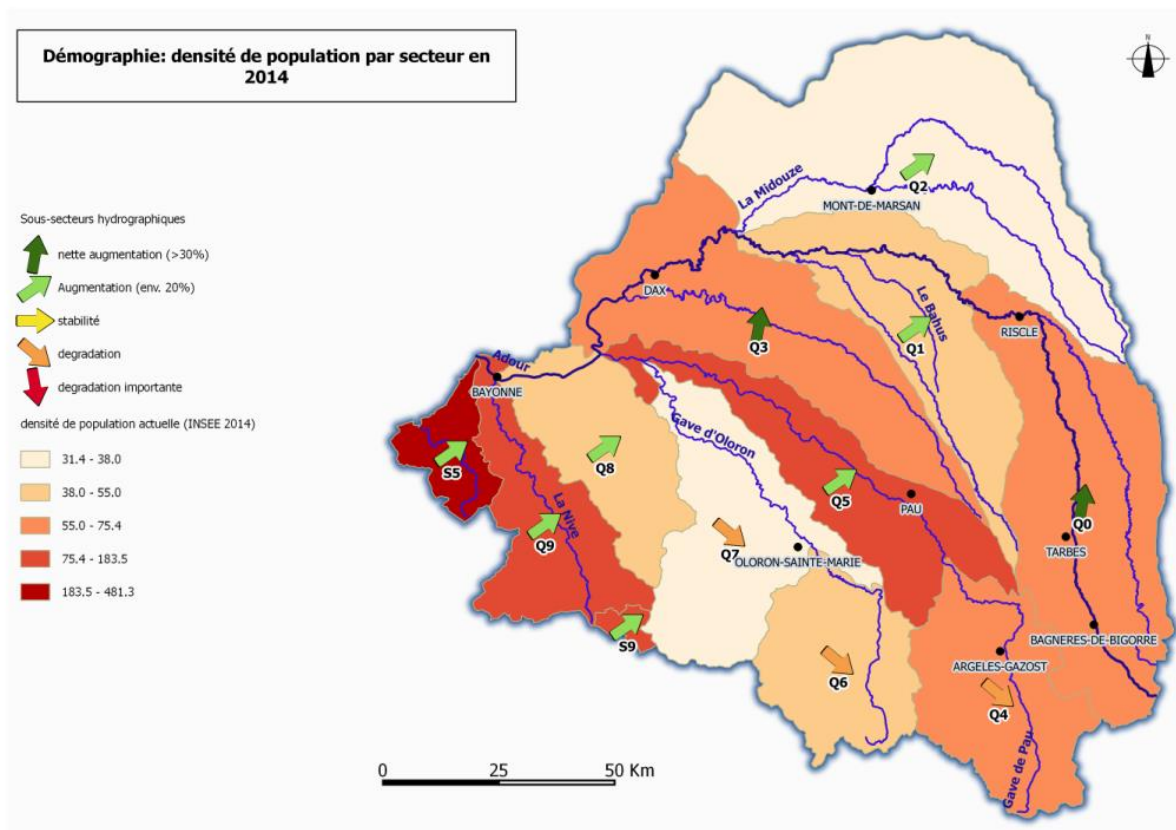 Démographie: densité de population par secteur en
2014
N
Sous-secteurs hydrographiques
nette augmentation (>30%)
Augmentation (env. 20%)
stabilité
degradation
degradation importante
densité de population actuelle (INSEE 2014)
31.4 - 38.0
38.0 - 55.0
55.0 - 75.4
75.4 - 183.5
183.5 - 481.3
La Midouze
Q2
MONT-DE-MARSAN
DAX
Le Bahus
RISCLE
Q1
Q3
Adour
BAYONNE
Gave d'Oloron
S5
Q8
La Nive
Q5
PAU
Q0
Q9
Q7
OLORON-SAINTE-MARIE
TARBES
S9
BAGNERES-DE-BIGORRE
ARGELES-GAZOST
Q6
Q4
Gave de Pau
0 25 50 Km